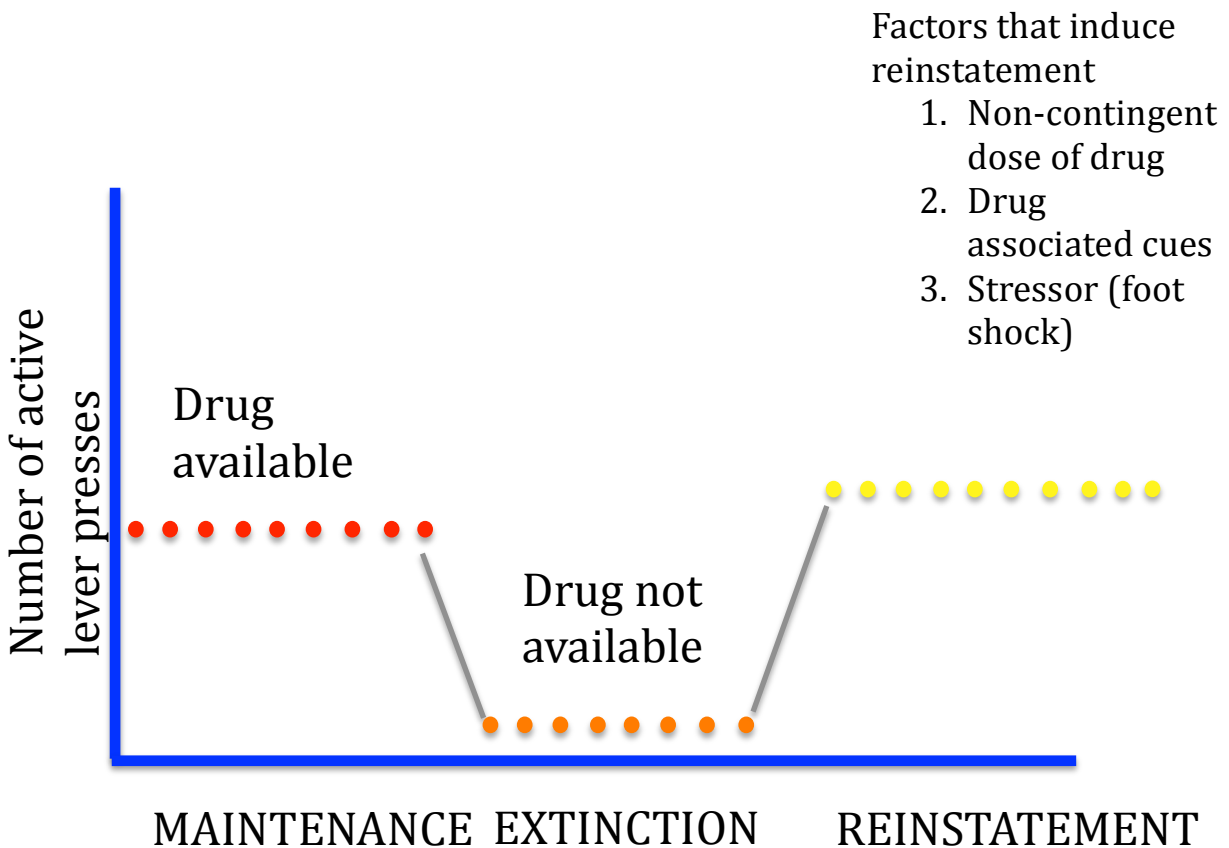 Factors that induce
reinstatement
1. Non-contingent
dose of drug
2. Drug
associated cues
3. Stressor (foot
shock)
Number of active
lever presses
Drug
available
Drug not
available
MAINTENANCE EXTINCTION REINSTATEMENT